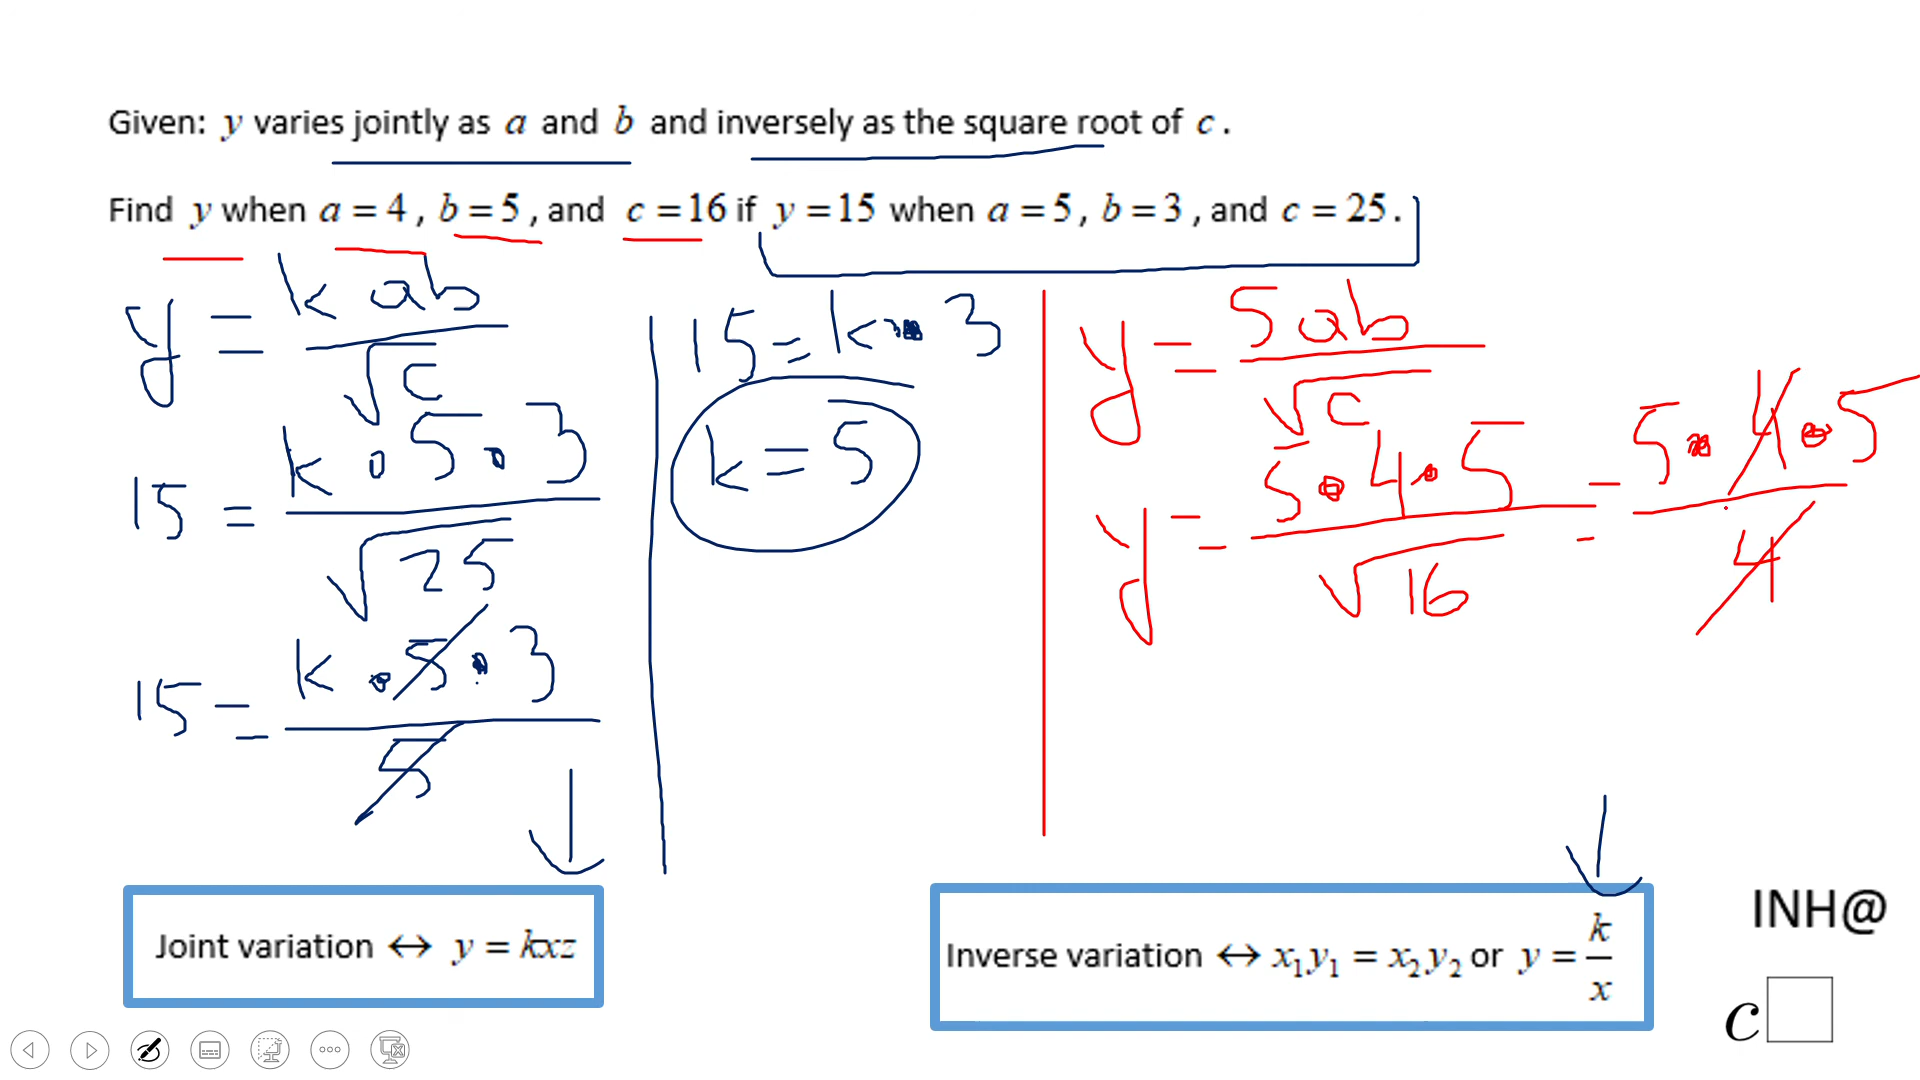 Given: y varies jointly as a and b and inversely as the square root of c.
Find y when a = 4, b = 5, and c = 16 if y = 15 when a = 5, b = 3, and c = 25.
y = k ab / √c
15 = k · 5 · 3 / √25
15 = k · 5 · 3 / 5
15 = k · 3
k = 5
y = 5ab / √c
y = 5 · 4 · 5 / √16 = 5 · 4 · 5 / 4
Joint variation ↔ y = kxz
Inverse variation ↔ x₁y₁ = x₂y₂ or y = k / x
INH@
c